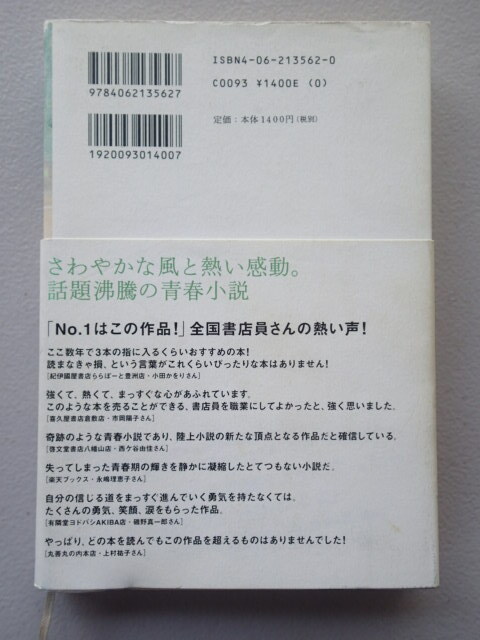 ISBN4-06-213562-0
C0093 ¥1400E (0)
9784062135627
定価：本体1400円(税別)
1920093014007
さわやかな風と熱い感動。
話題沸騰の青春小説
「No.1はこの作品！」全国書店員さんの熱い声！
ここ数年で3本の指に入るくらいおすすめの本！
読まなきゃ損、という言葉がこれくらいぴったりな本はありません！
［紀伊國屋書店ららぽーと豊洲店・小田かをりさん］
強くて、熱くて、まっすぐな心があふれています。
このような本を売ることができる、書店員を職業にしてよかったと、強く思いました。
［喜久屋書店倉敷店・市岡陽子さん］
奇跡のような青春小説であり、陸上小説の新たな頂点となる作品だと確信している。
［啓文堂書店八幡山店・西ケ谷由佳さん］
失ってしまった青春期の輝きを静かに凝縮したとてつもない小説だ。
［楽天ブックス・永嶋理恵子さん］
自分の信じる道をまっすぐ進んでいく勇気を持たなくては。
たくさんの勇気、笑顔、涙をもらった作品。
［有隣堂ヨドバシAKIBA店・磯野真一郎さん］
やっぱり、どの本を読んでもこの作品を超えるものはありませんでした！
［丸善丸の内本店・上村祐子さん］